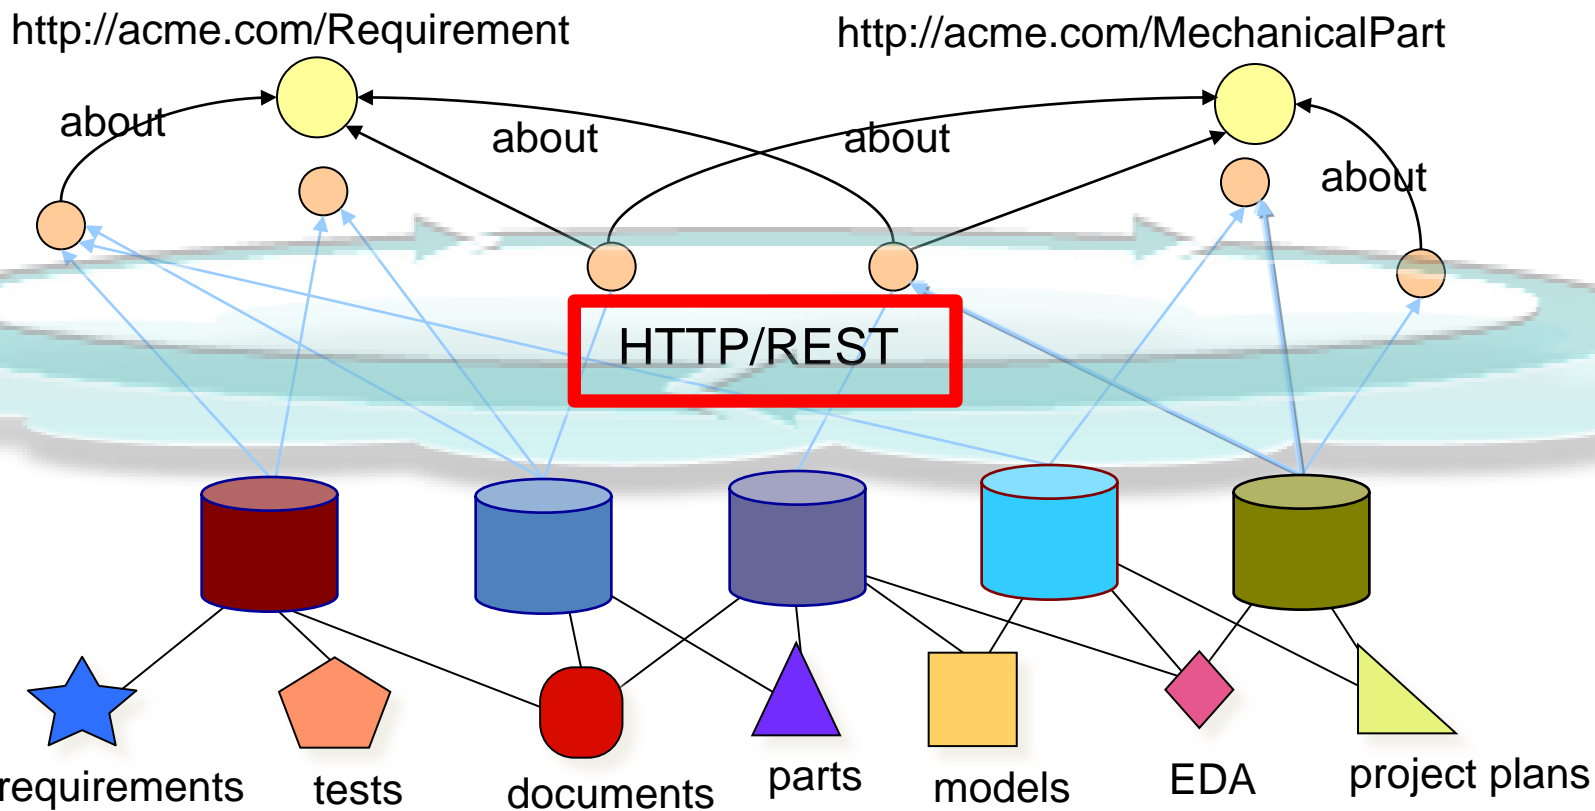 http://acme.com/Requirement
http://acme.com/MechanicalPart
about
about
about
about
HTTP/REST
requirements
tests
documents
parts
models
EDA
project plans